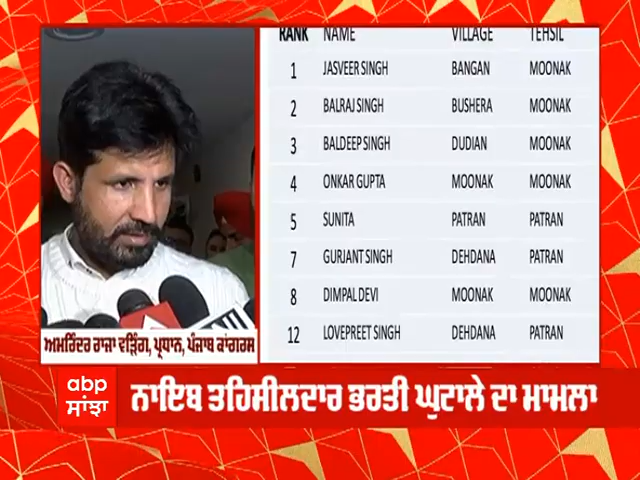 RANK NAME VILLAGE TEHSIL
1 JASVEER SINGH BANGAN MOONAK
2 BALRAJ SINGH BUSHERA MOONAK
3 BALDEEP SINGH DUDIAN MOONAK
4 ONKAR GUPTA MOONAK MOONAK
5 SUNITA PATRAN PATRAN
7 GURJANT SINGH DEHDANA PATRAN
8 DIMPAL DEVI MOONAK MOONAK
12 LOVEPREET SINGH DEHDANA PATRAN
ਅਮਰਿੰਦਰ ਰਾਜਾ ਵੜਿੰਗ, ਪ੍ਰਧਾਨ, ਪੰਜਾਬ ਕਾਂਗਰਸ
abp
ਸਾਂਝਾ
ਨਾਇਬ ਤਹਿਸੀਲਦਾਰ ਭਰਤੀ ਘੁਟਾਲੇ ਦਾ ਮਾਮਲਾ